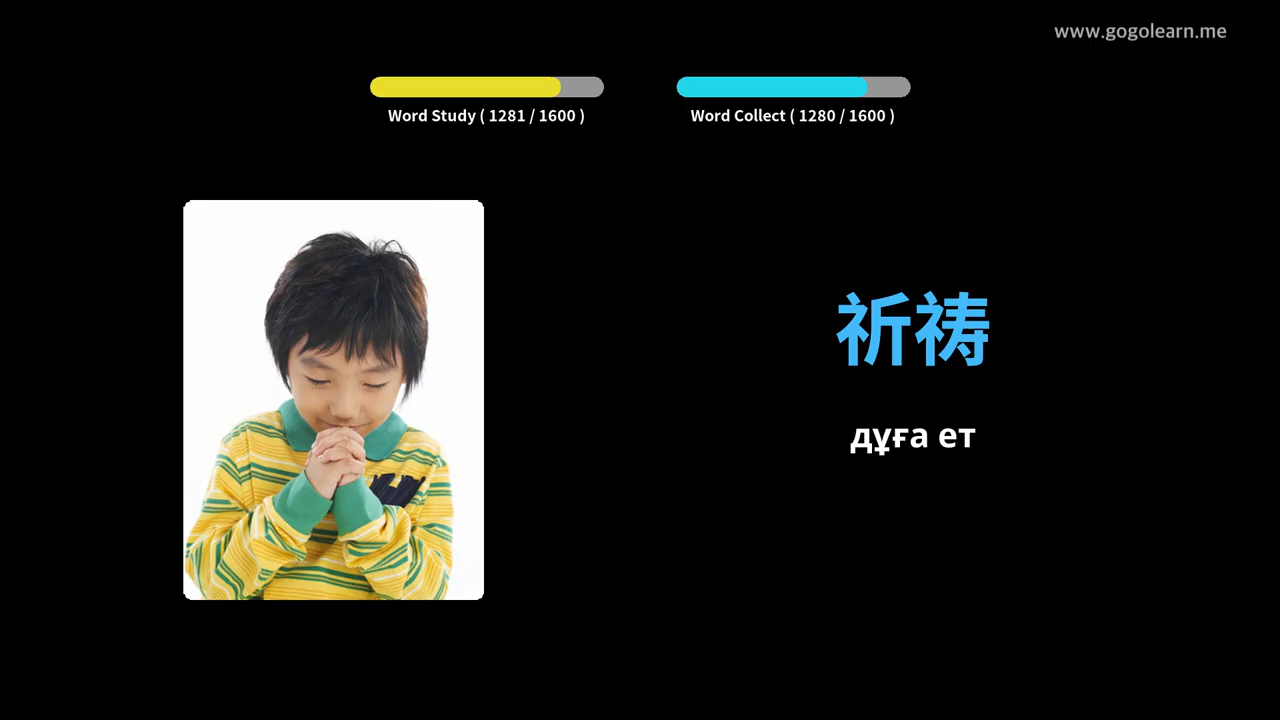 www.gogolearn.me
Word Study ( 1281 / 1600 )
Word Collect ( 1280 / 1600 )
祈祷
дұға ет